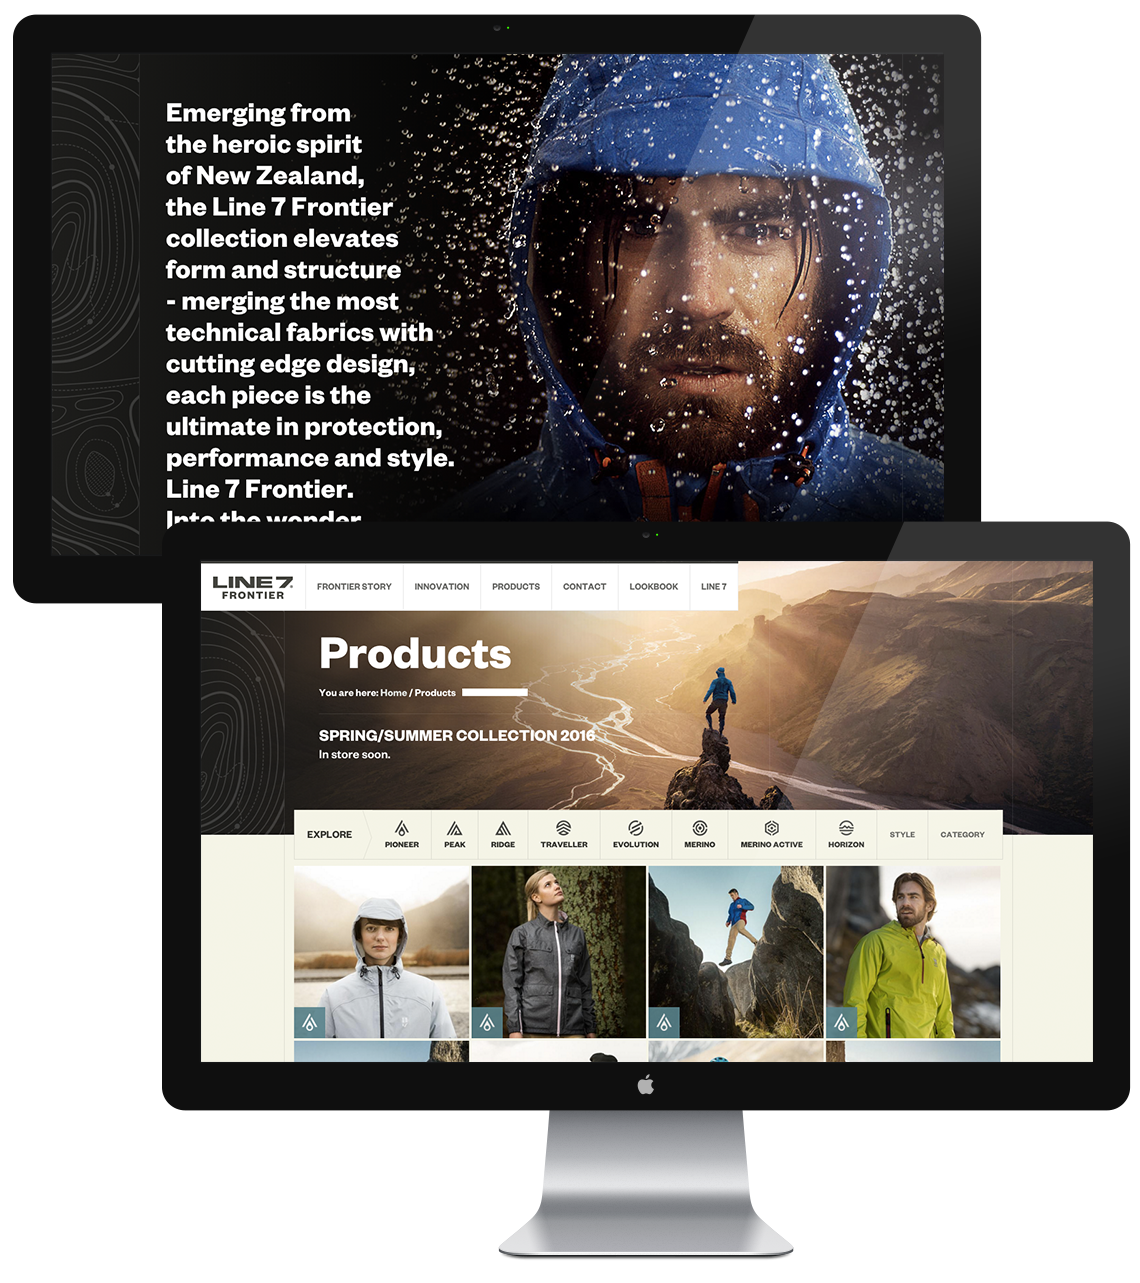 Emerging from
the heroic spirit
of New Zealand,
the Line 7 Frontier
collection elevates
form and structure
- merging the most
technical fabrics with
cutting edge design,
each piece is the
ultimate in protection,
performance and style.
Line 7 Frontier.
Into the wonder
LINE 7
FRONTIER
FRONTIER STORY
INNOVATION
PRODUCTS
CONTACT
LOOKBOOK
LINE 7
Products
You are here: Home / Products
SPRING/SUMMER COLLECTION 2016
In store soon.
EXPLORE
PIONEER
PEAK
RIDGE
TRAVELLER
EVOLUTION
MERINO
MERINO ACTIVE
HORIZON
STYLE
CATEGORY